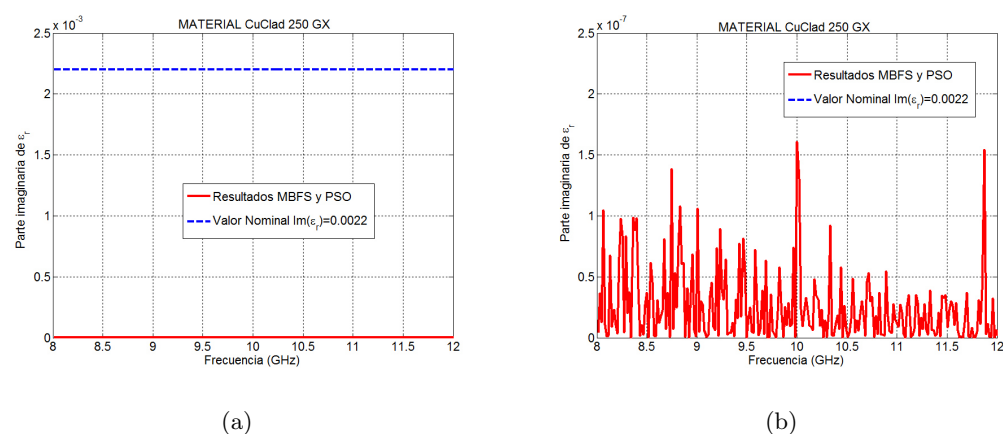 MATERIAL CuClad 250 GX
x 10⁻³
2.5
2
1.5
1
0.5
0
Parte imaginaria de εr
Resultados MBFS y PSO
Valor Nominal Im(εr)=0.0022
8 8.5 9 9.5 10 10.5 11 11.5 12
Frecuencia (GHz)
(a)
MATERIAL CuClad 250 GX
x 10⁻⁷
2.5
2
1.5
1
0.5
0
Parte imaginaria de εr
Resultados MBFS y PSO
Valor Nominal Im(εr)=0.0022
8 8.5 9 9.5 10 10.5 11 11.5 12
Frecuencia (GHz)
(b)